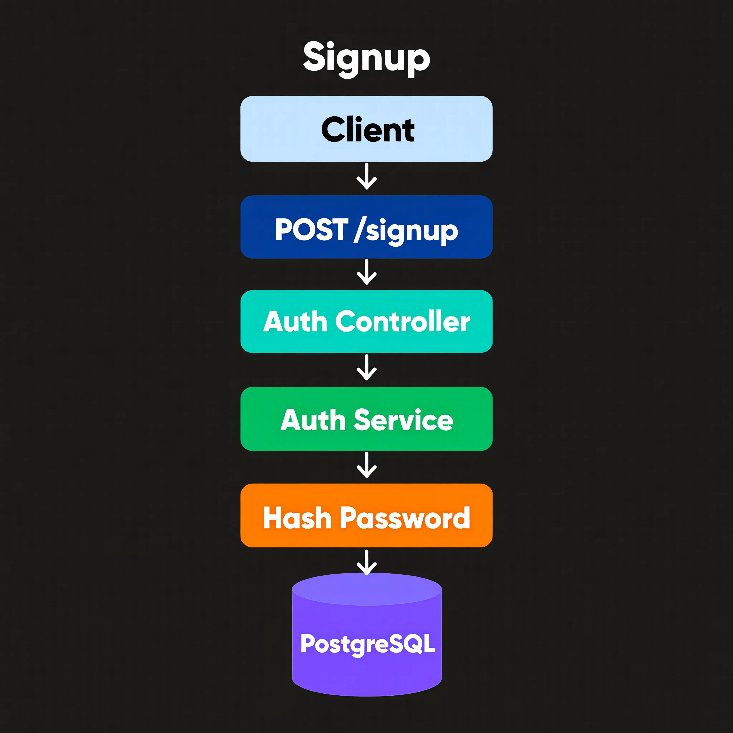 Signup
Client
POST /signup
Auth Controller
Auth Service
Hash Password
PostgreSQL